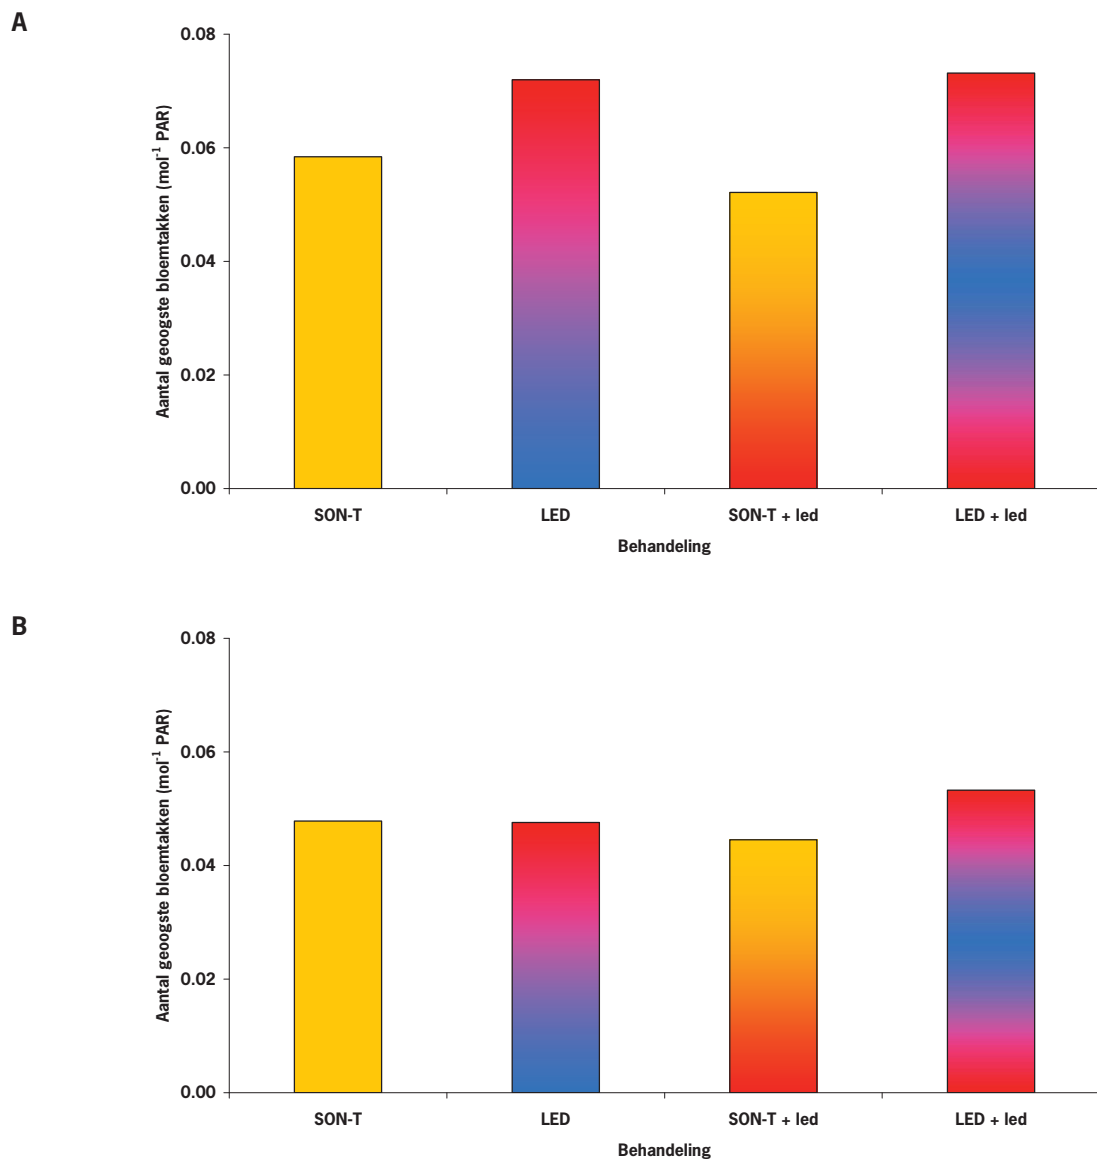 A
Aantal geoogste bloemtakken (mol⁻¹ PAR)
0.08
0.06
0.04
0.02
0.00
SON-T LED SON-T + led LED + led
Behandeling
B
Aantal geoogste bloemtakken (mol⁻¹ PAR)
0.08
0.06
0.04
0.02
0.00
SON-T LED SON-T + led LED + led
Behandeling